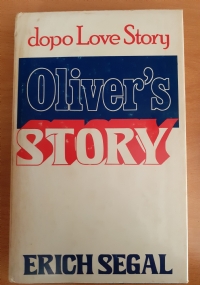 dopo Love Story
Oliver's
STORY
ERICH SEGAL